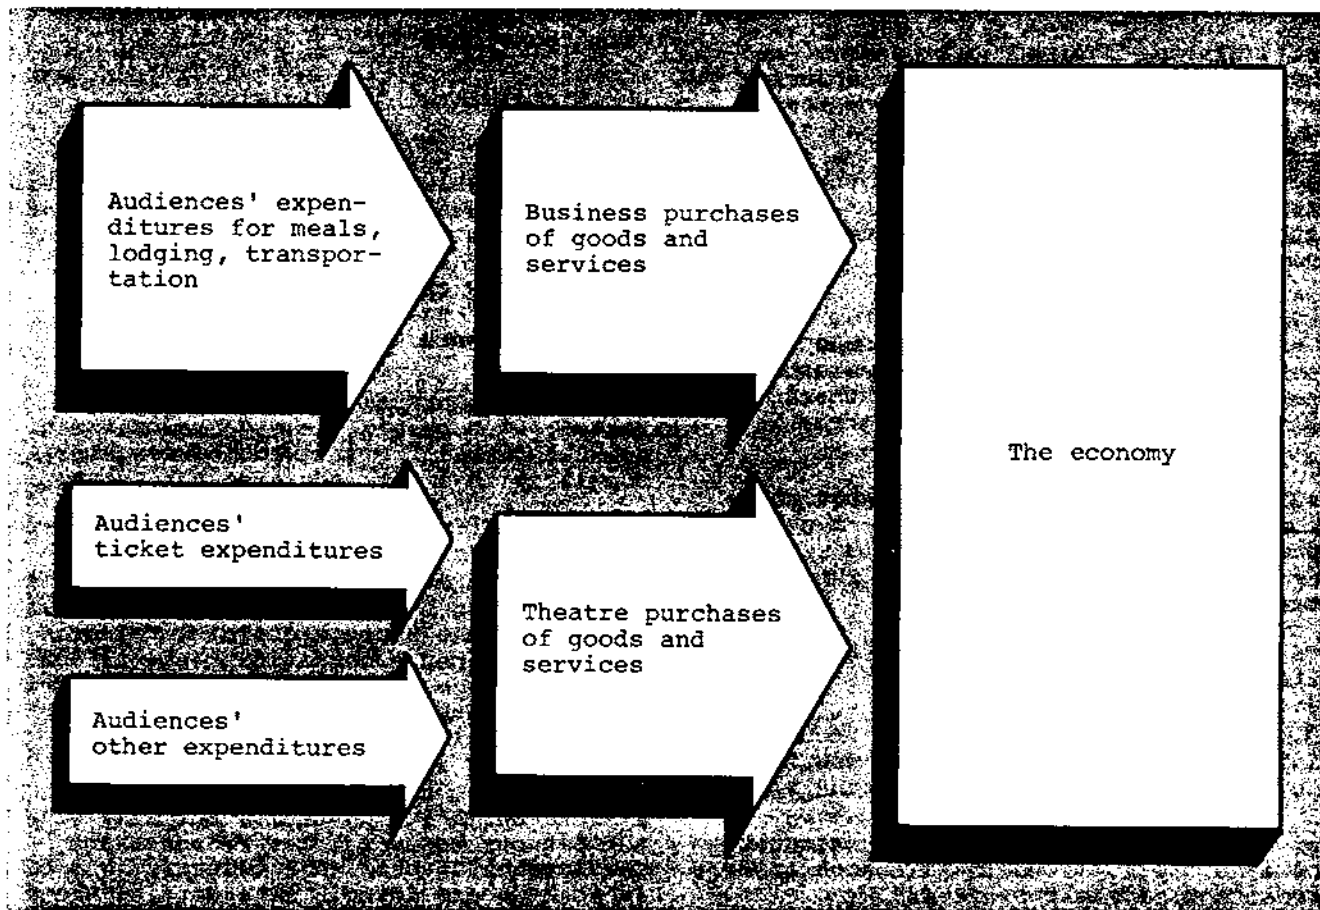 Audiences' expen-
ditures for meals,
lodging, transpor-
tation
Business purchases
of goods and
services
The economy
Audiences'
ticket expenditures
Theatre purchases
of goods and
services
Audiences'
other expenditures